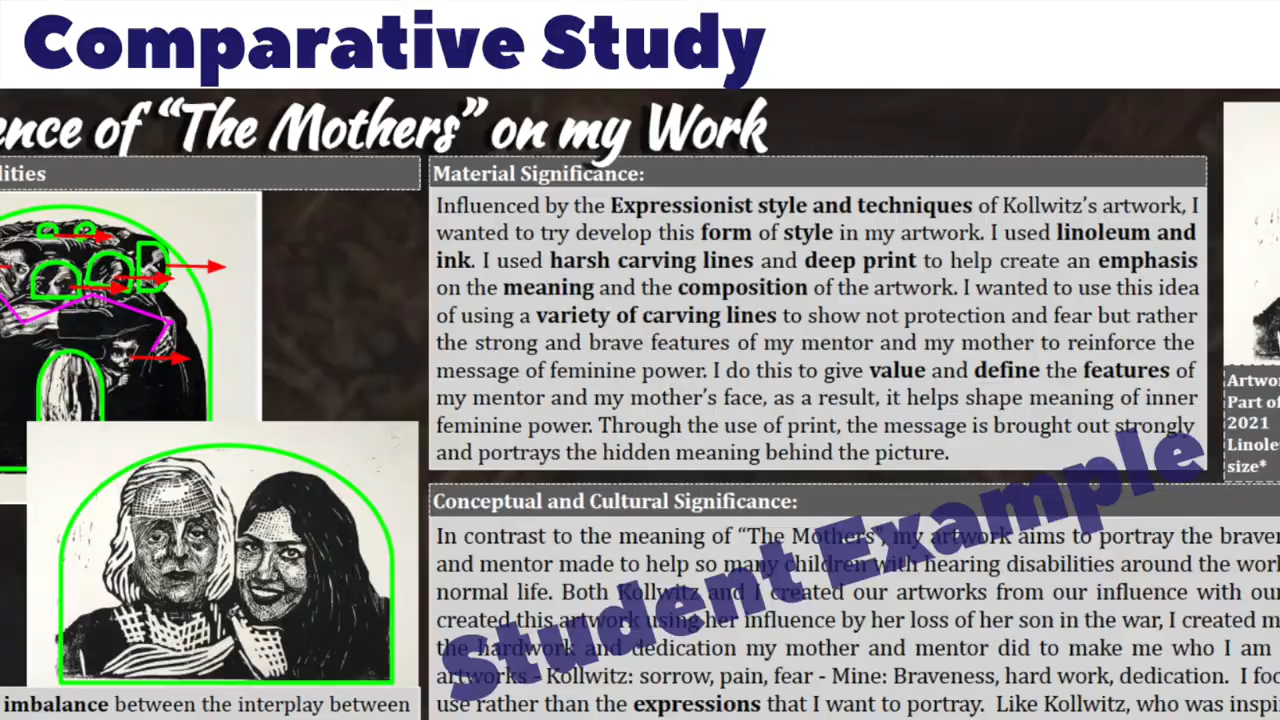 Comparative Study
ence of “The Mothers” on my Work
lities
Material Significance:
Influenced by the Expressionist style and techniques of Kollwitz’s artwork, I
wanted to try develop this form of style in my artwork. I used linoleum and
ink. I used harsh carving lines and deep print to help create an emphasis
on the meaning and the composition of the artwork. I wanted to use this idea
of using a variety of carving lines to show not protection and fear but rather
the strong and brave features of my mentor and my mother to reinforce the
message of feminine power. I do this to give value and define the features of
my mentor and my mother’s face, as a result, it helps shape meaning of inner
feminine power. Through the use of print, the message is brought out strongly
and portrays the hidden meaning behind the picture.
Conceptual and Cultural Significance:
In contrast to the meaning of “The Mothers”, my artwork aims to portray the braver
and mentor made to help so many children with hearing disabilities around the worl
normal life. Both Kollwitz and I created our artworks from our influence with our
created this artwork using her influence by her loss of her son in the war, I created m
the hardwork and dedication my mother and mentor did to make me who I am
artworks - Kollwitz: sorrow, pain, fear - Mine: Braveness, hard work, dedication. I foc
use rather than the expressions that I want to portray. Like Kollwitz, who was inspi
Student Example
imbalance between the interplay between
Artwo
Part of
2021
Linole
size*